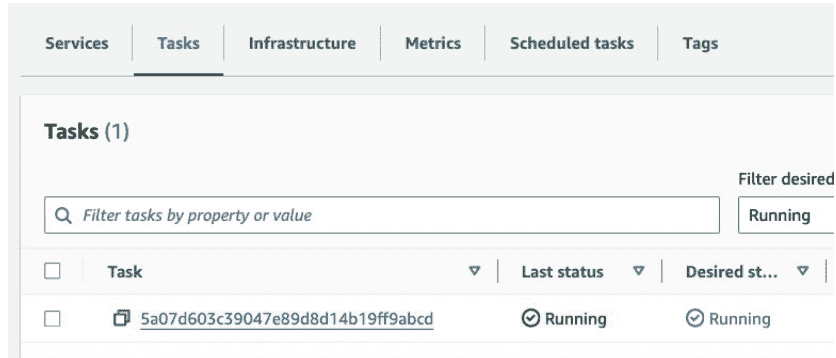 Services Tasks Infrastructure Metrics Scheduled tasks Tags
Tasks (1)
Filter desired
Filter tasks by property or value Running
Task Last status Desired st...
5a07d603c39047e89d8d14b19ff9abcd Running Running